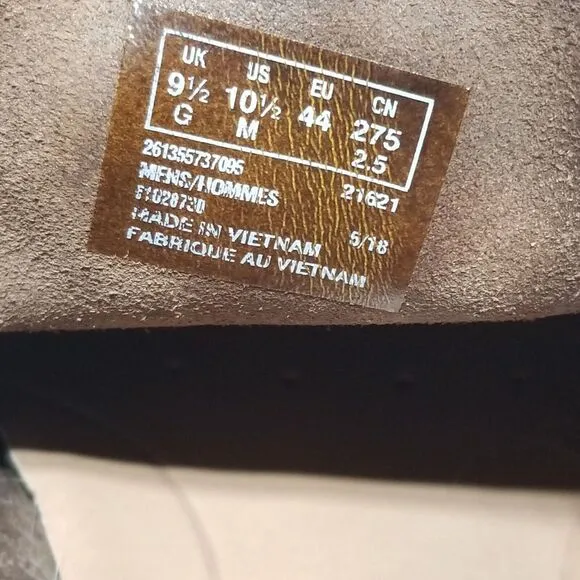 UK US EU CN
9½ 10½ 44 275
G M 2.5
261355737095
MENS/HOMMES 21621
MADE IN VIETNAM 5/18
FABRIQUE AU VIETNAM